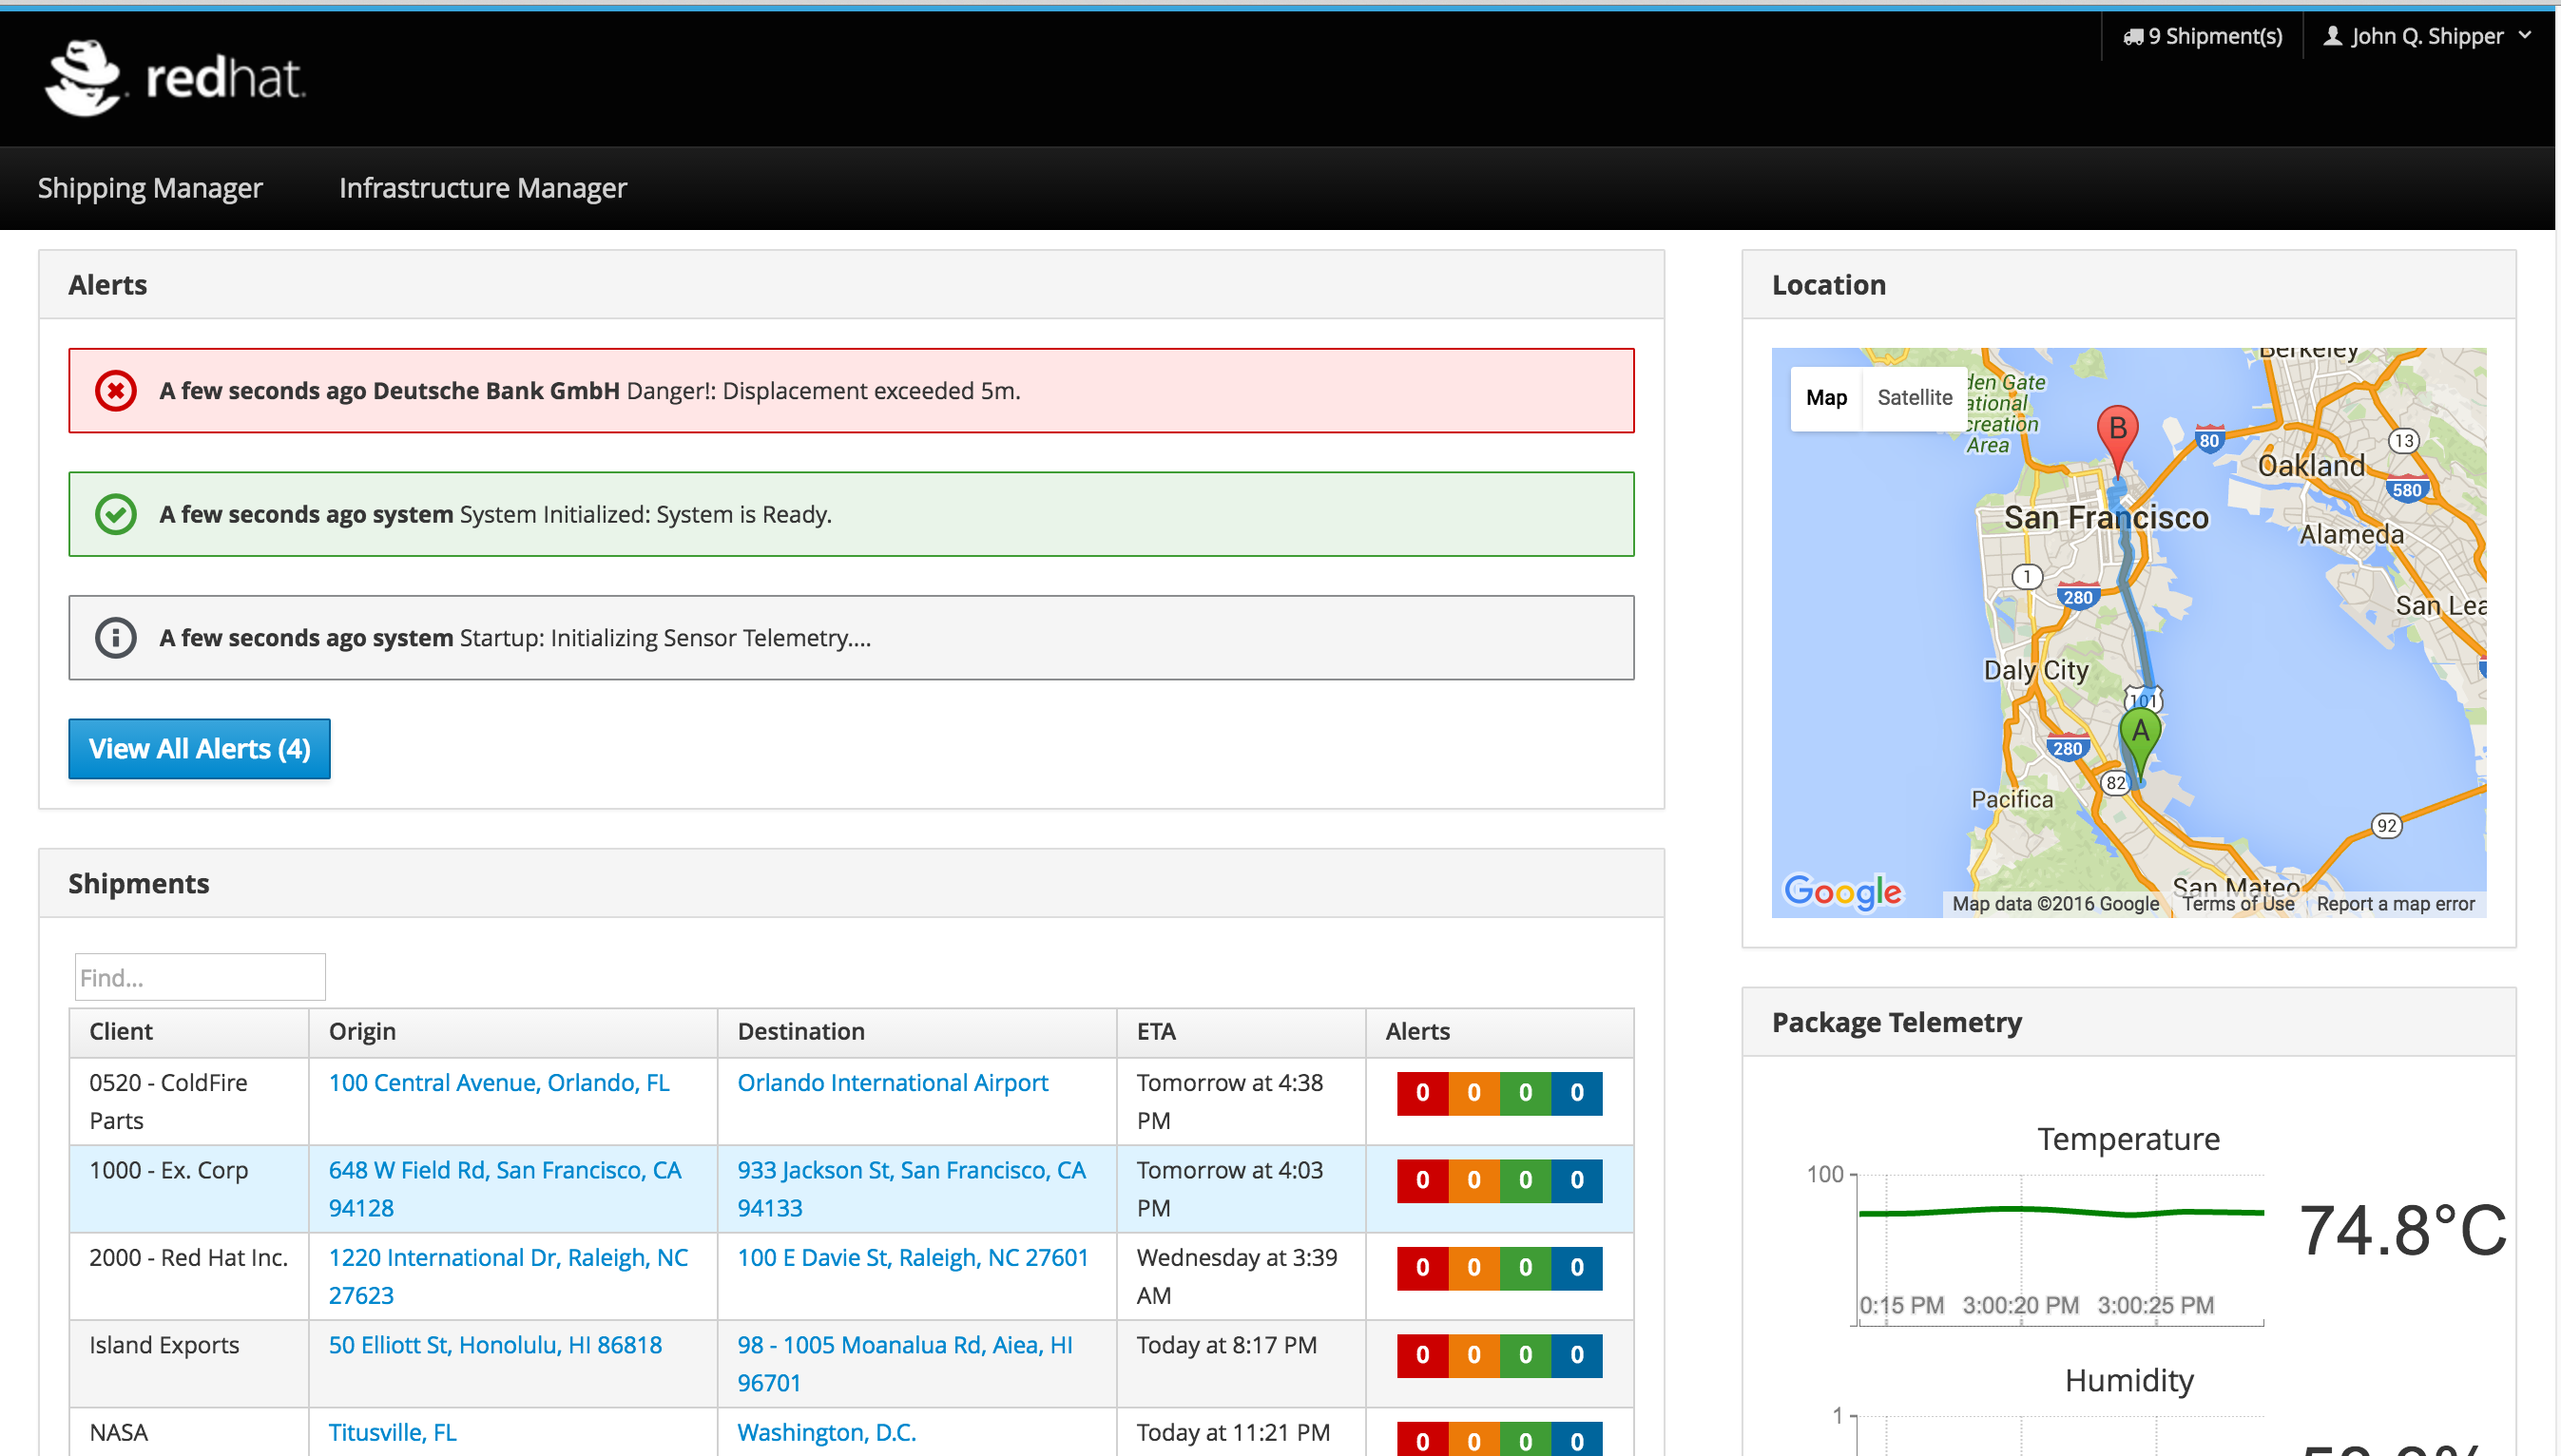 redhat.
9 Shipment(s)
John Q. Shipper
Shipping Manager
Infrastructure Manager
Alerts
A few seconds ago Deutsche Bank GmbH Danger!: Displacement exceeded 5m.
A few seconds ago system System Initialized: System is Ready.
A few seconds ago system Startup: Initializing Sensor Telemetry....
View All Alerts (4)
Shipments
Find...
Client Origin Destination ETA Alerts
0520 - ColdFire 100 Central Avenue, Orlando, FL Orlando International Airport Tomorrow at 4:38 0 0 0 0
Parts PM
1000 - Ex. Corp 648 W Field Rd, San Francisco, CA 933 Jackson St, San Francisco, CA Tomorrow at 4:03 0 0 0 0
94128 94133 PM
2000 - Red Hat Inc. 1220 International Dr, Raleigh, NC 100 E Davie St, Raleigh, NC 27601 Wednesday at 3:39 0 0 0 0
27623 AM
Island Exports 50 Elliott St, Honolulu, HI 86818 98 - 1005 Moanalua Rd, Aiea, HI Today at 8:17 PM 0 0 0 0
96701
NASA Titusville, FL Washington, D.C. Today at 11:21 PM 0 0 0 0
Location
Map Satellite
Berkeley
den Gate
ational
creation
Area
B
80
13
Oakland
580
San Francisco
Alameda
1
280
San Lea
Daly City
101
A
280
82
Pacifica
92
San Mateo
Google
Map data ©2016 Google Terms of Use Report a map error
Package Telemetry
Temperature
100
74.8°C
0:15 PM 3:00:20 PM 3:00:25 PM
Humidity
1